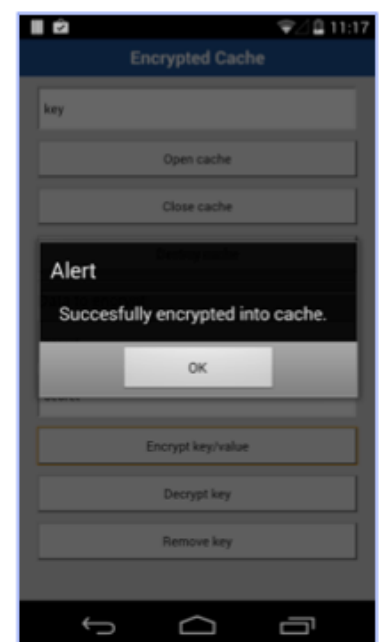 11:17
Encrypted Cache
key
Open cache
Close cache
Alert
Succesfully encrypted into cache.
OK
Encrypt key/value
Decrypt key
Remove key